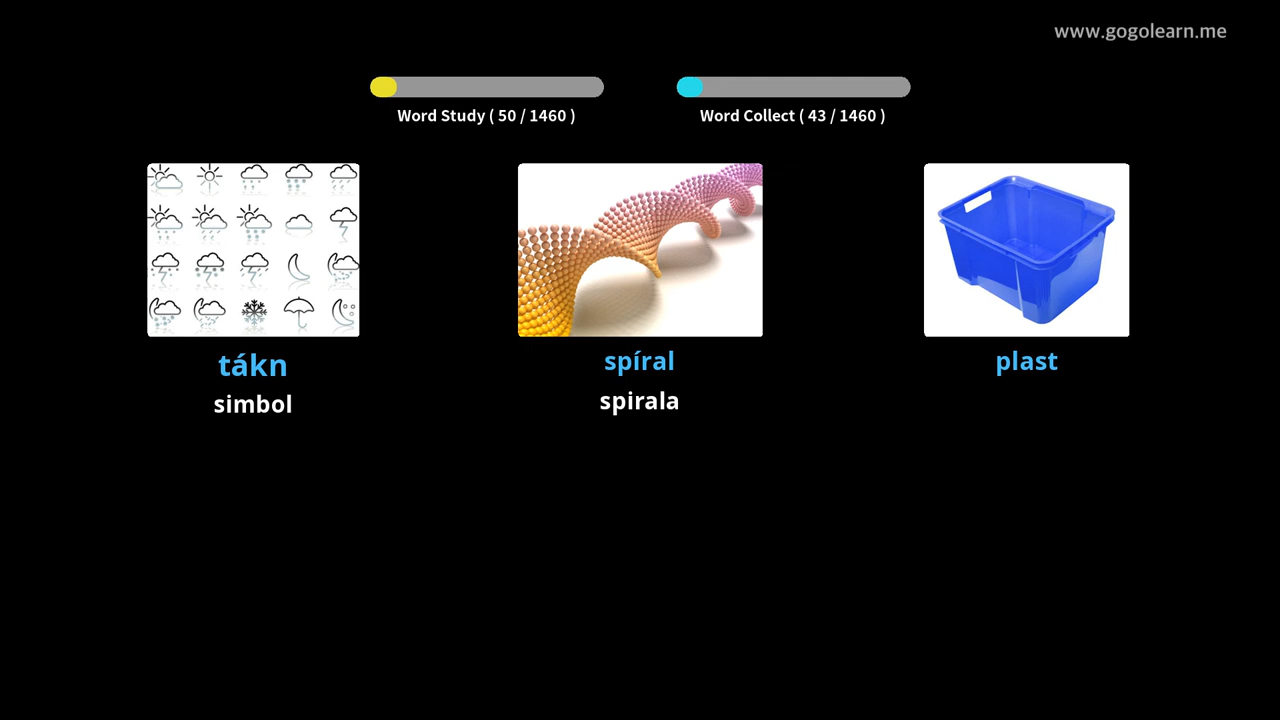 www.gogolearn.me
Word Study ( 50 / 1460 )
Word Collect ( 43 / 1460 )
tákn
simbol
spíral
spirala
plast